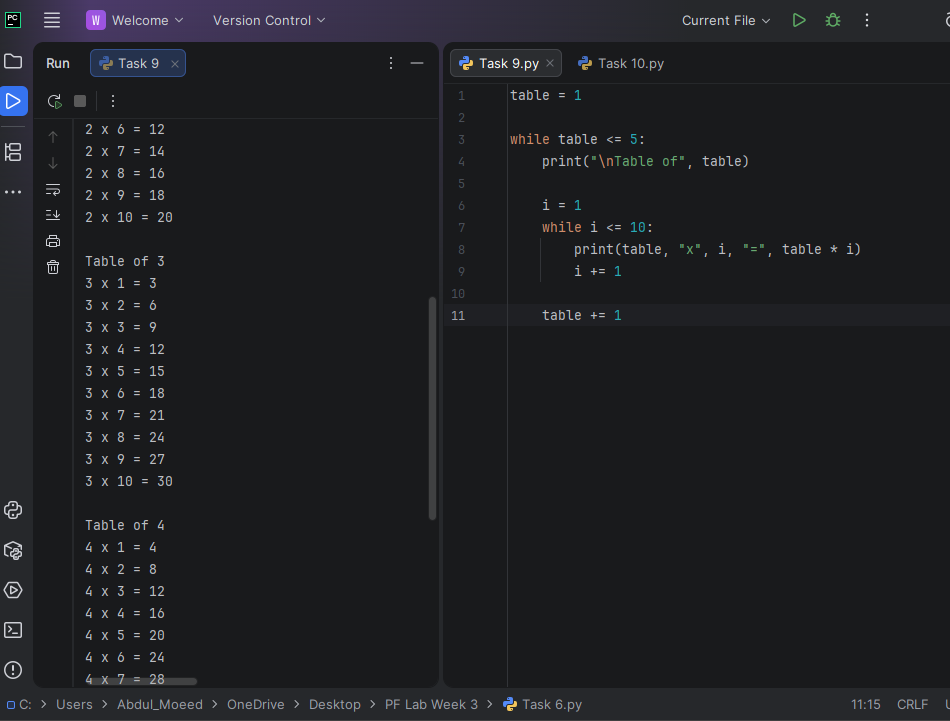 PC
W Welcome
Version Control
Current File
Run
Task 9
Task 9.py
Task 10.py
2 x 6 = 12
2 x 7 = 14
2 x 8 = 16
2 x 9 = 18
2 x 10 = 20
Table of 3
3 x 1 = 3
3 x 2 = 6
3 x 3 = 9
3 x 4 = 12
3 x 5 = 15
3 x 6 = 18
3 x 7 = 21
3 x 8 = 24
3 x 9 = 27
3 x 10 = 30
Table of 4
4 x 1 = 4
4 x 2 = 8
4 x 3 = 12
4 x 4 = 16
4 x 5 = 20
4 x 6 = 24
4 x 7 = 28
1 table = 1
2
3 while table <= 5:
4     print("\nTable of", table)
5
6     i = 1
7     while i <= 10:
8         print(table, "x", i, "=", table * i)
9         i += 1
10
11     table += 1
C: > Users > Abdul_Moeed > OneDrive > Desktop > PF Lab Week 3 > Task 6.py
11:15 CRLF